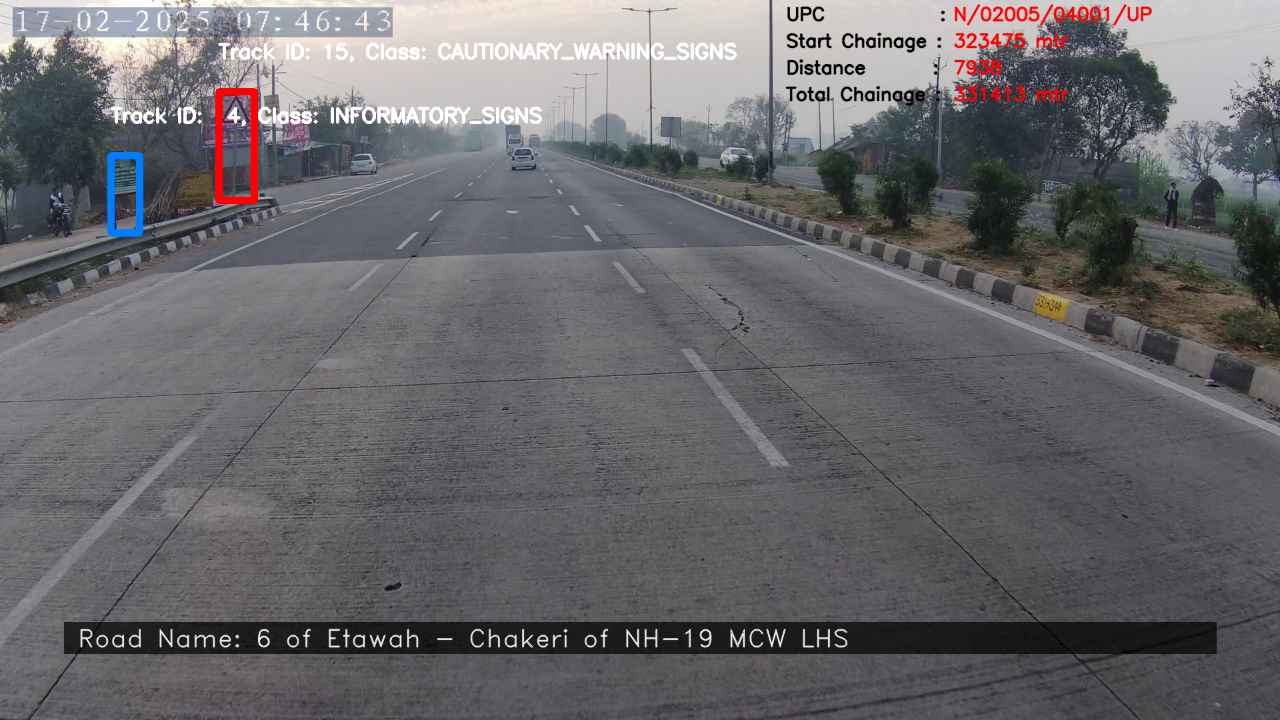 17-02-2025 07:46:43
UPC : N/02005/04001/UP
Start Chainage : 323475 mtr
Distance : 7938
Total Chainage : 331413 mtr
Track ID: 15, Class: CAUTIONARY_WARNING_SIGNS
Track ID: 4, Class: INFORMATORY_SIGNS
Road Name: 6 of Etawah - Chakeri of NH-19 MCW LHS